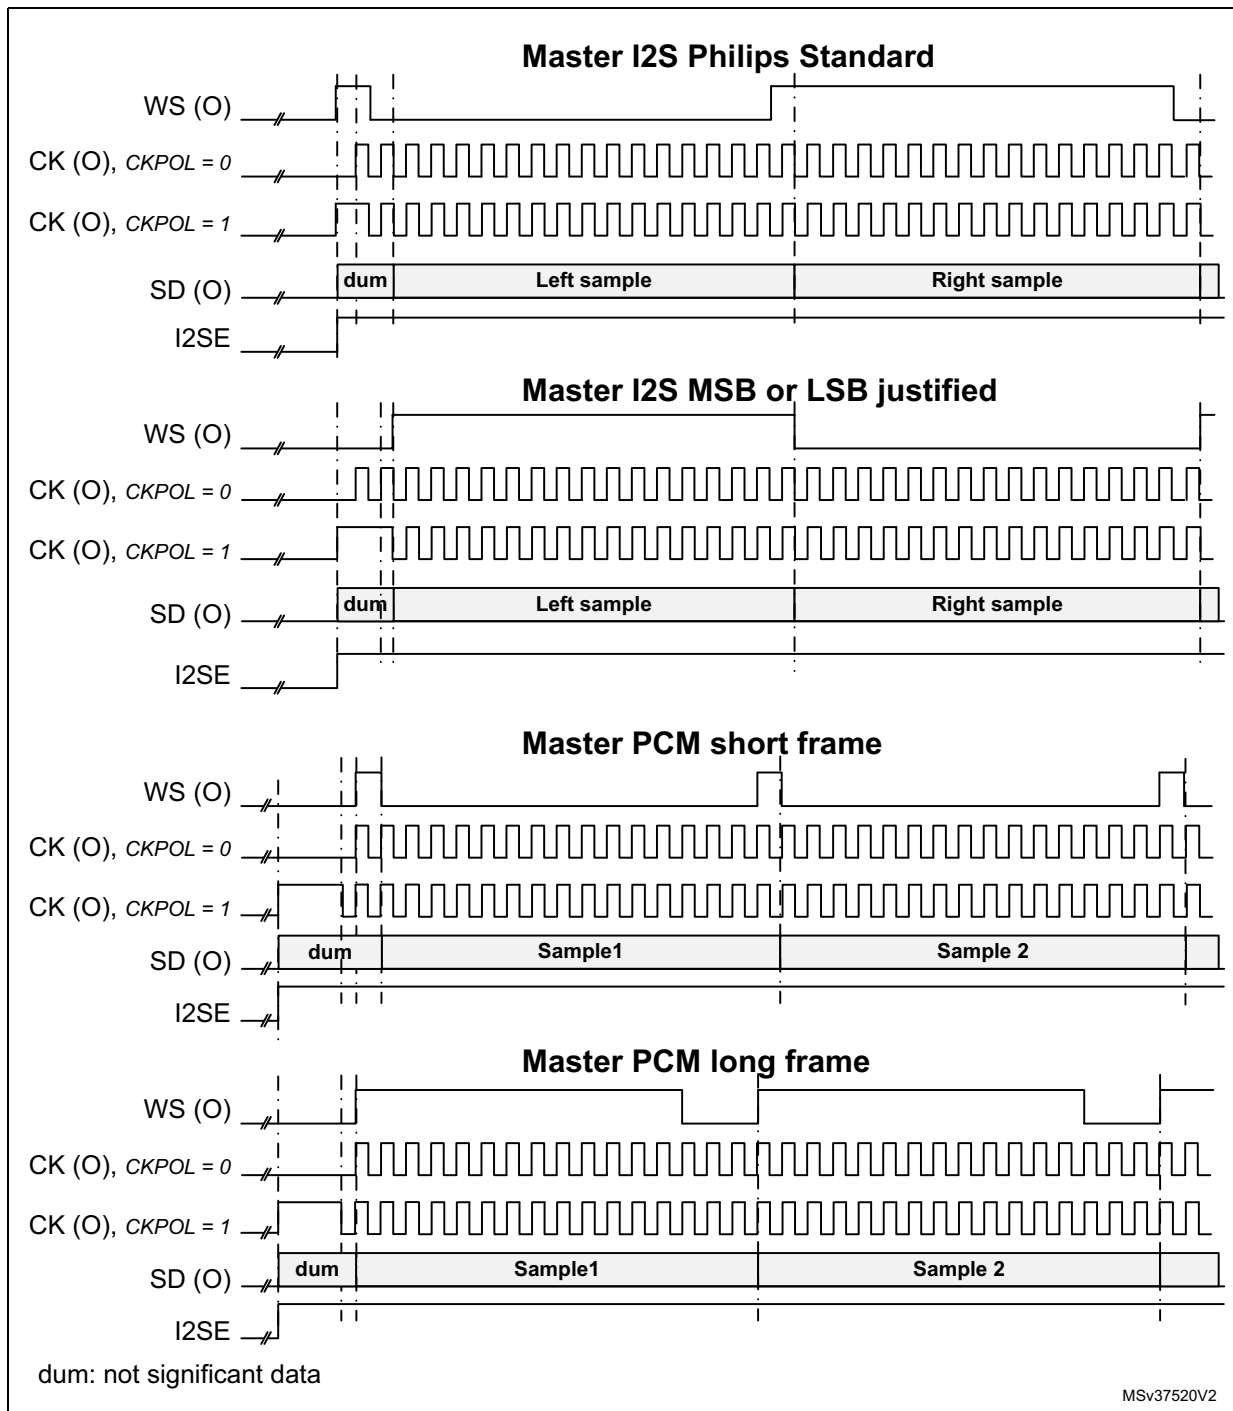 Master I2S Philips Standard
WS (O)
CK (O), CKPOL = 0
CK (O), CKPOL = 1
SD (O)
dum
Left sample
Right sample
I2SE
Master I2S MSB or LSB justified
WS (O)
CK (O), CKPOL = 0
CK (O), CKPOL = 1
SD (O)
dum
Left sample
Right sample
I2SE
Master PCM short frame
WS (O)
CK (O), CKPOL = 0
CK (O), CKPOL = 1
SD (O)
dum
Sample1
Sample 2
I2SE
Master PCM long frame
WS (O)
CK (O), CKPOL = 0
CK (O), CKPOL = 1
SD (O)
dum
Sample1
Sample 2
I2SE
dum: not significant data
MSv37520V2